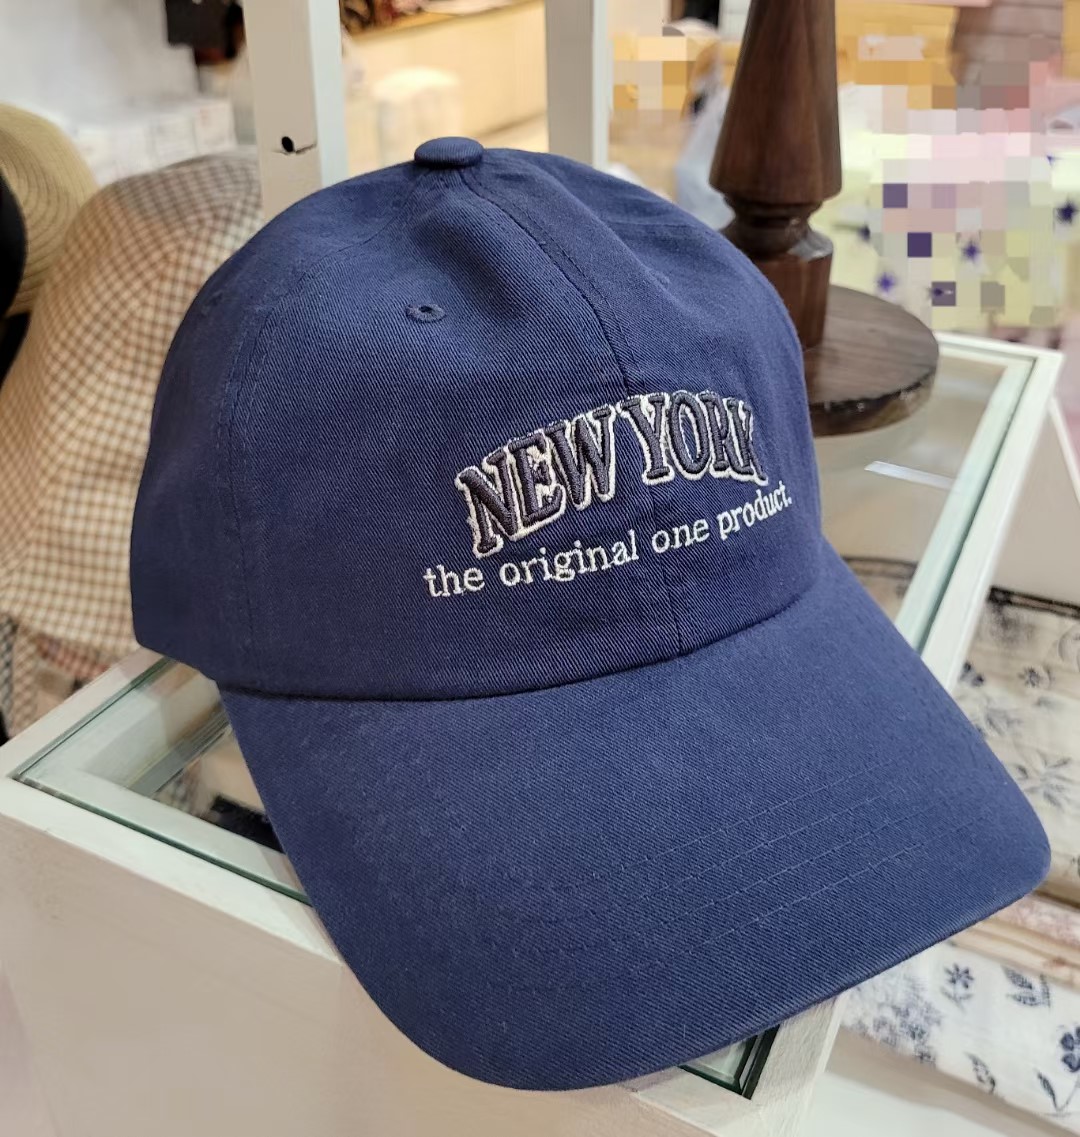 NEW YORK
the original one product.